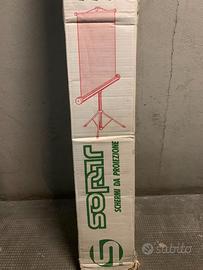 sopar
SCHERMI DA PROIEZIONE
S
subito